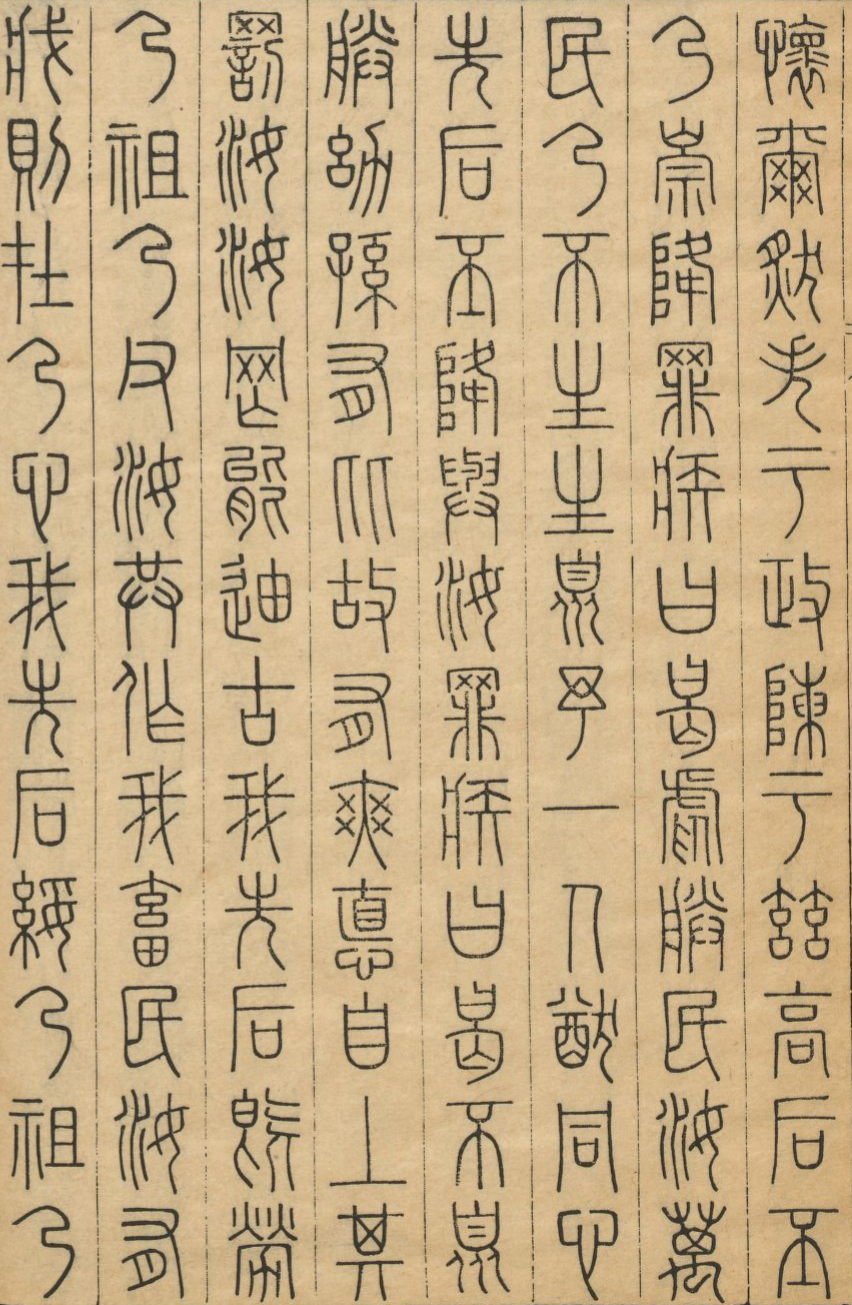 懷爾然失于政陳于茲高后丕
乃崇降罪疾曰曷虐朕民汝萬
民乃不生生臮予一人猷同心
先后丕降與汝罪疾曰曷不臮
朕幼孫有比故有爽悳自上其
罰汝汝罔能迪古我先后既勞
乃祖乃父汝共作我畜民汝有
戕則在乃心我先后綏乃祖乃